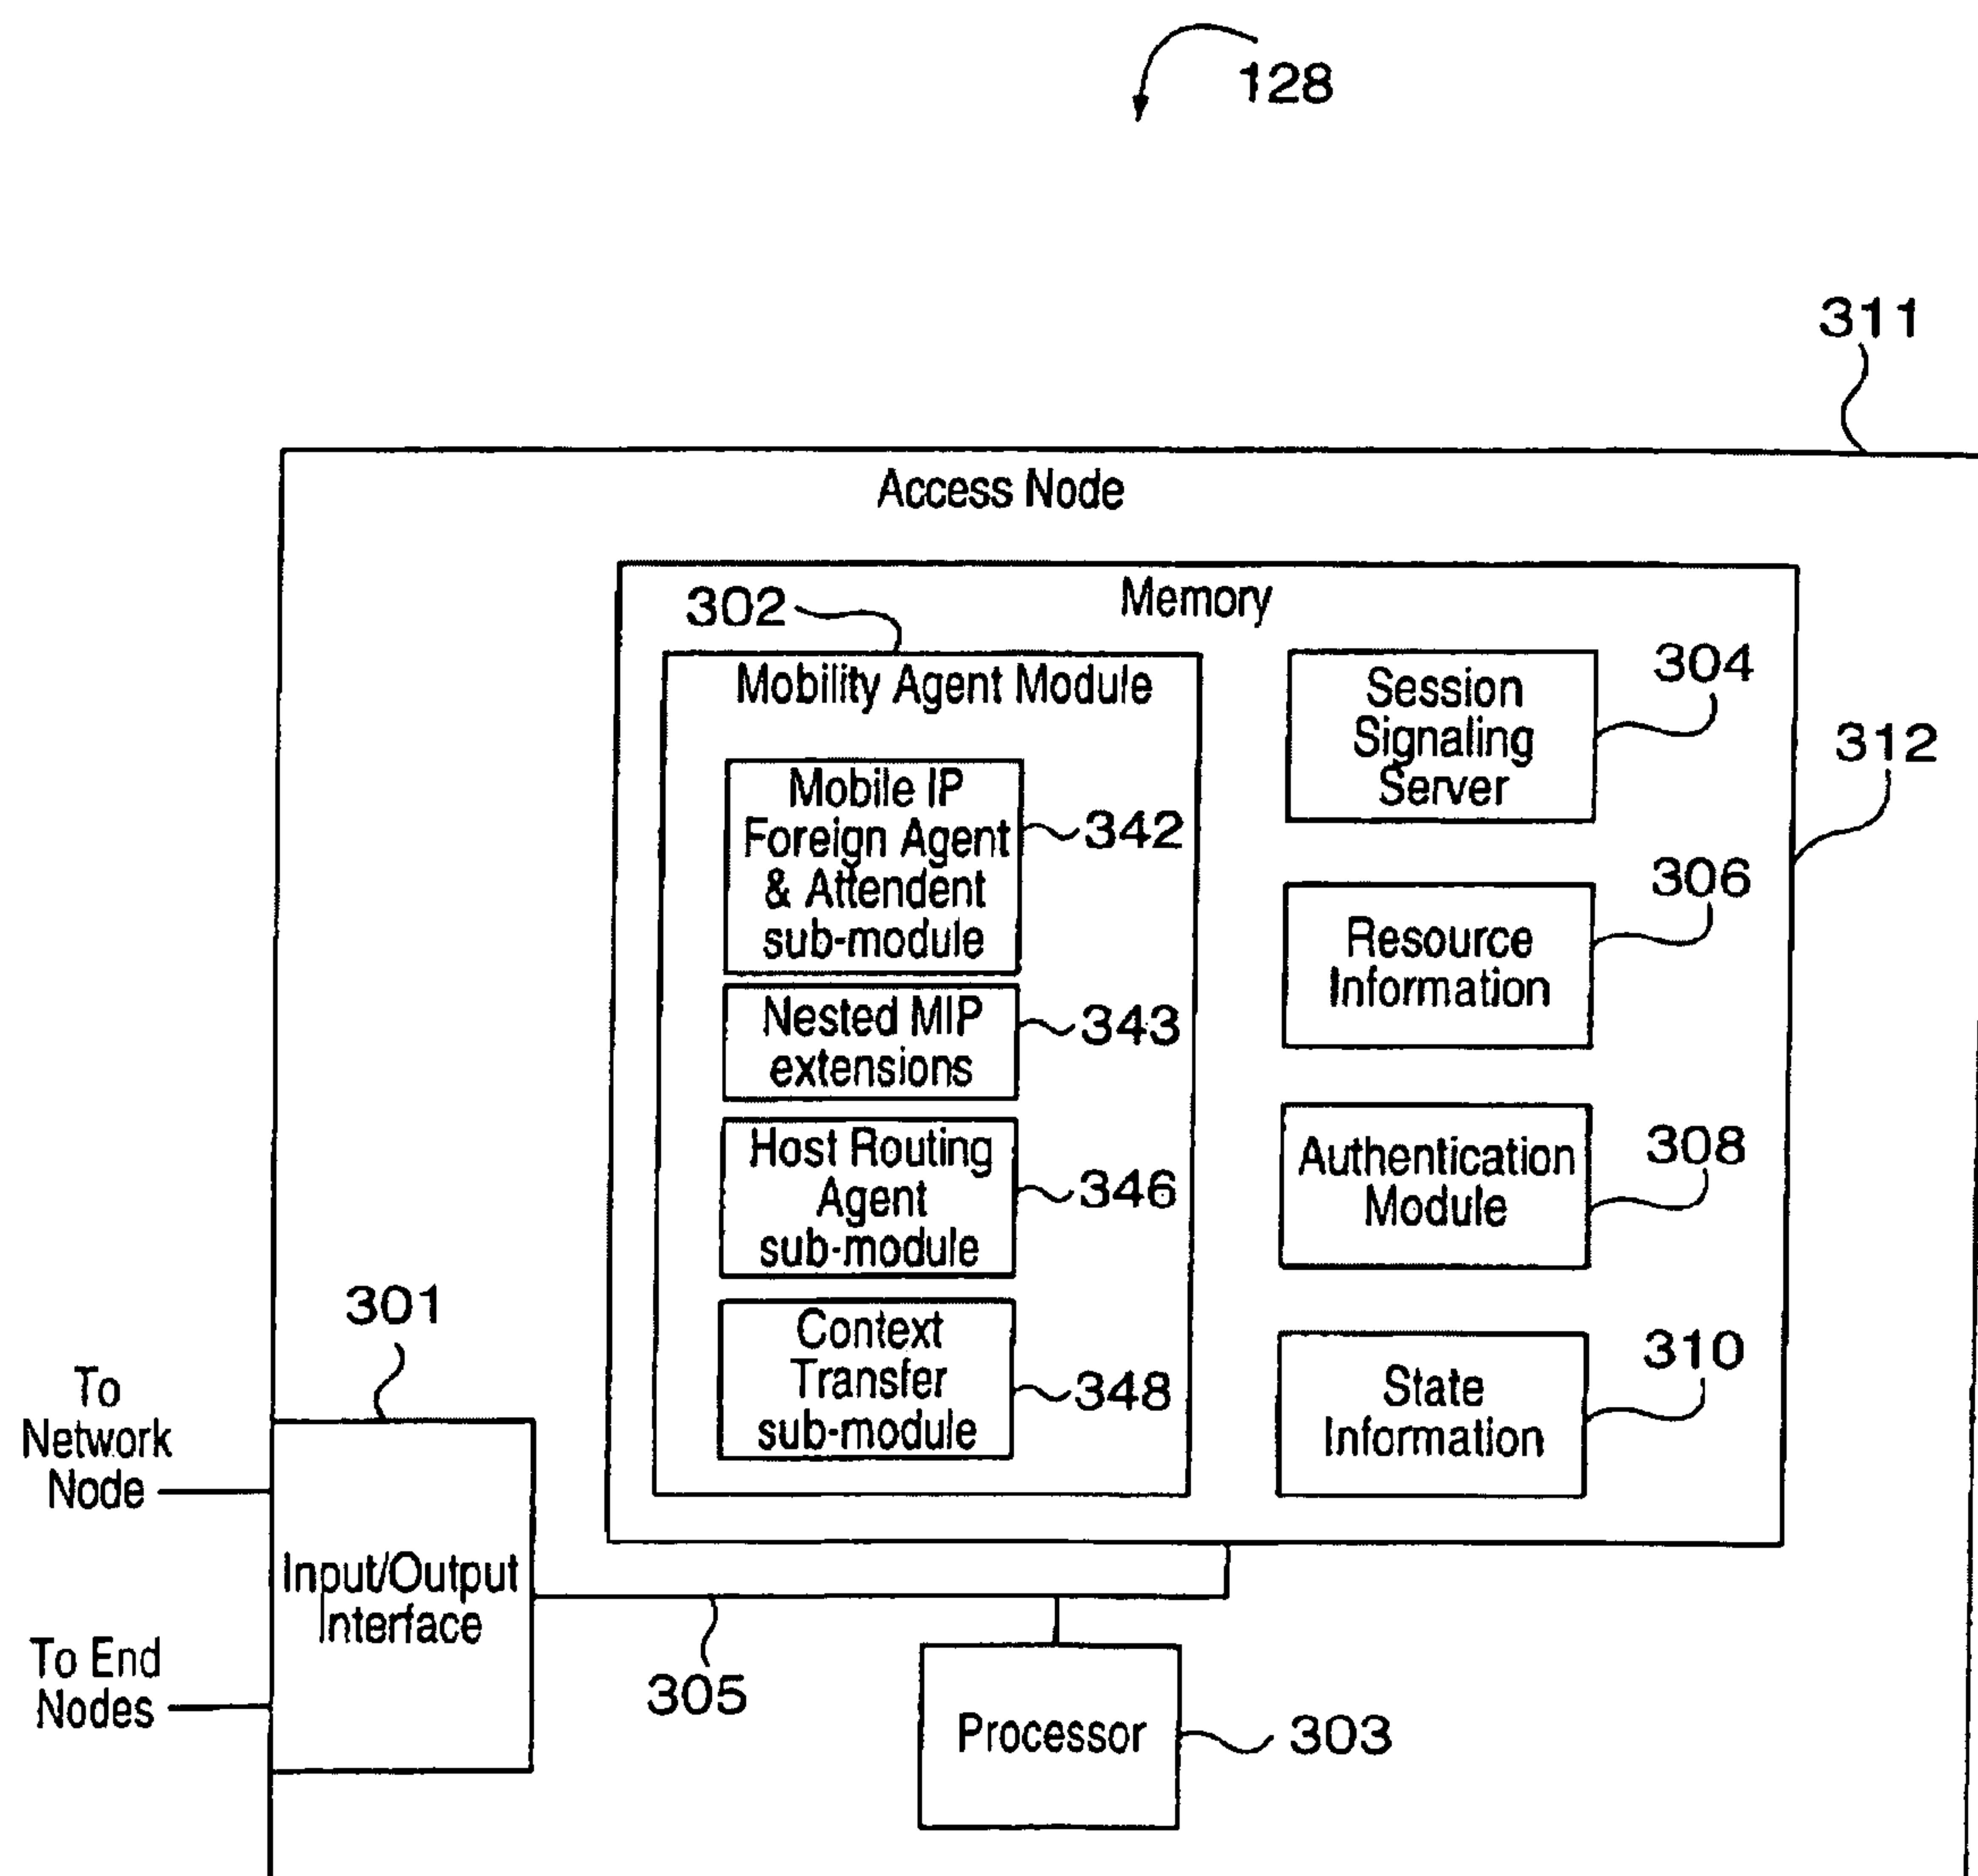 128
311
Access Node
Memory
302
Mobility Agent Module
Mobile IP
Foreign Agent
& Attendent
sub-module
342
Nested MIP
extensions
343
Host Routing
Agent
sub-module
346
Context
Transfer
sub-module
348
Session
Signaling
Server
304
312
Resource
Information
306
Authentication
Module
308
State
Information
310
301
To
Network
Node
Input/Output
Interface
To End
Nodes
305
Processor
303